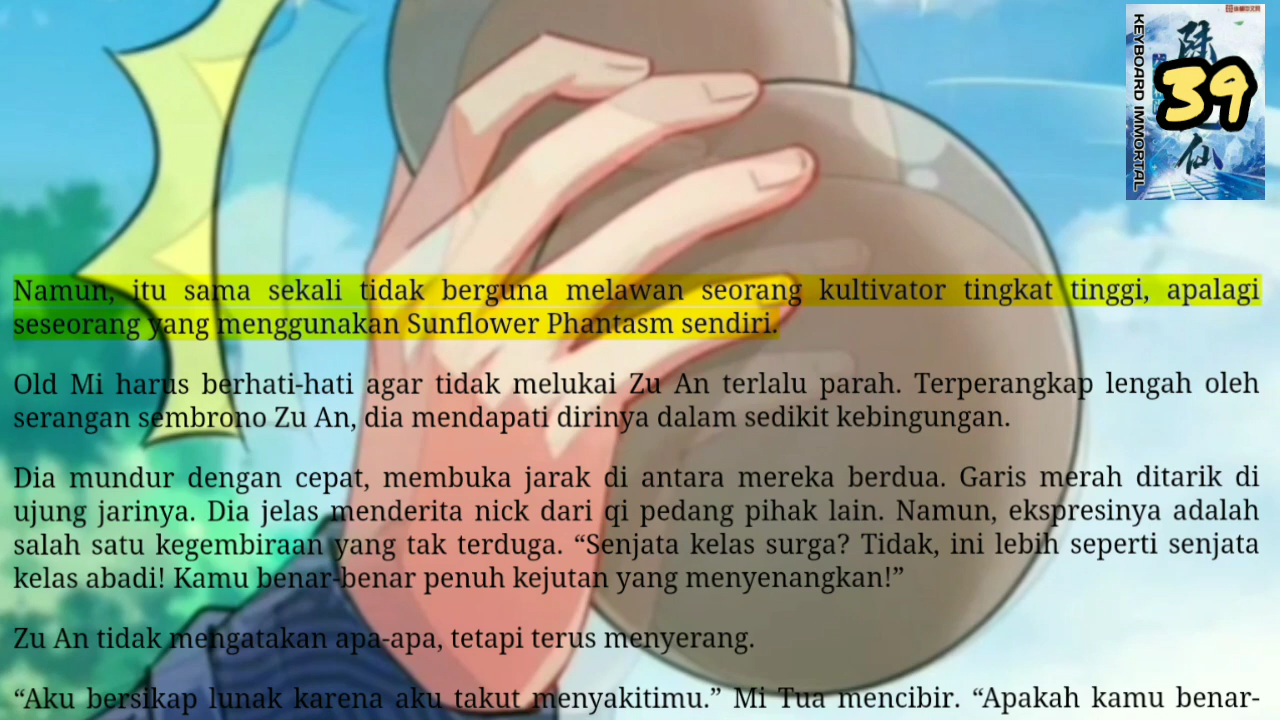 KEYBOARD IMMORTAL
39
仙
Namun, itu sama sekali tidak berguna melawan seorang kultivator tingkat tinggi, apalagi
seseorang yang menggunakan Sunflower Phantasm sendiri.
Old Mi harus berhati-hati agar tidak melukai Zu An terlalu parah. Terperangkap lengah oleh
serangan sembrono Zu An, dia mendapati dirinya dalam sedikit kebingungan.
Dia mundur dengan cepat, membuka jarak di antara mereka berdua. Garis merah ditarik di
ujung jarinya. Dia jelas menderita nick dari qi pedang pihak lain. Namun, ekspresinya adalah
salah satu kegembiraan yang tak terduga. “Senjata kelas surga? Tidak, ini lebih seperti senjata
kelas abadi! Kamu benar-benar penuh kejutan yang menyenangkan!”
Zu An tidak mengatakan apa-apa, tetapi terus menyerang.
“Aku bersikap lunak karena aku takut menyakitimu.” Mi Tua mencibir. “Apakah kamu benar-